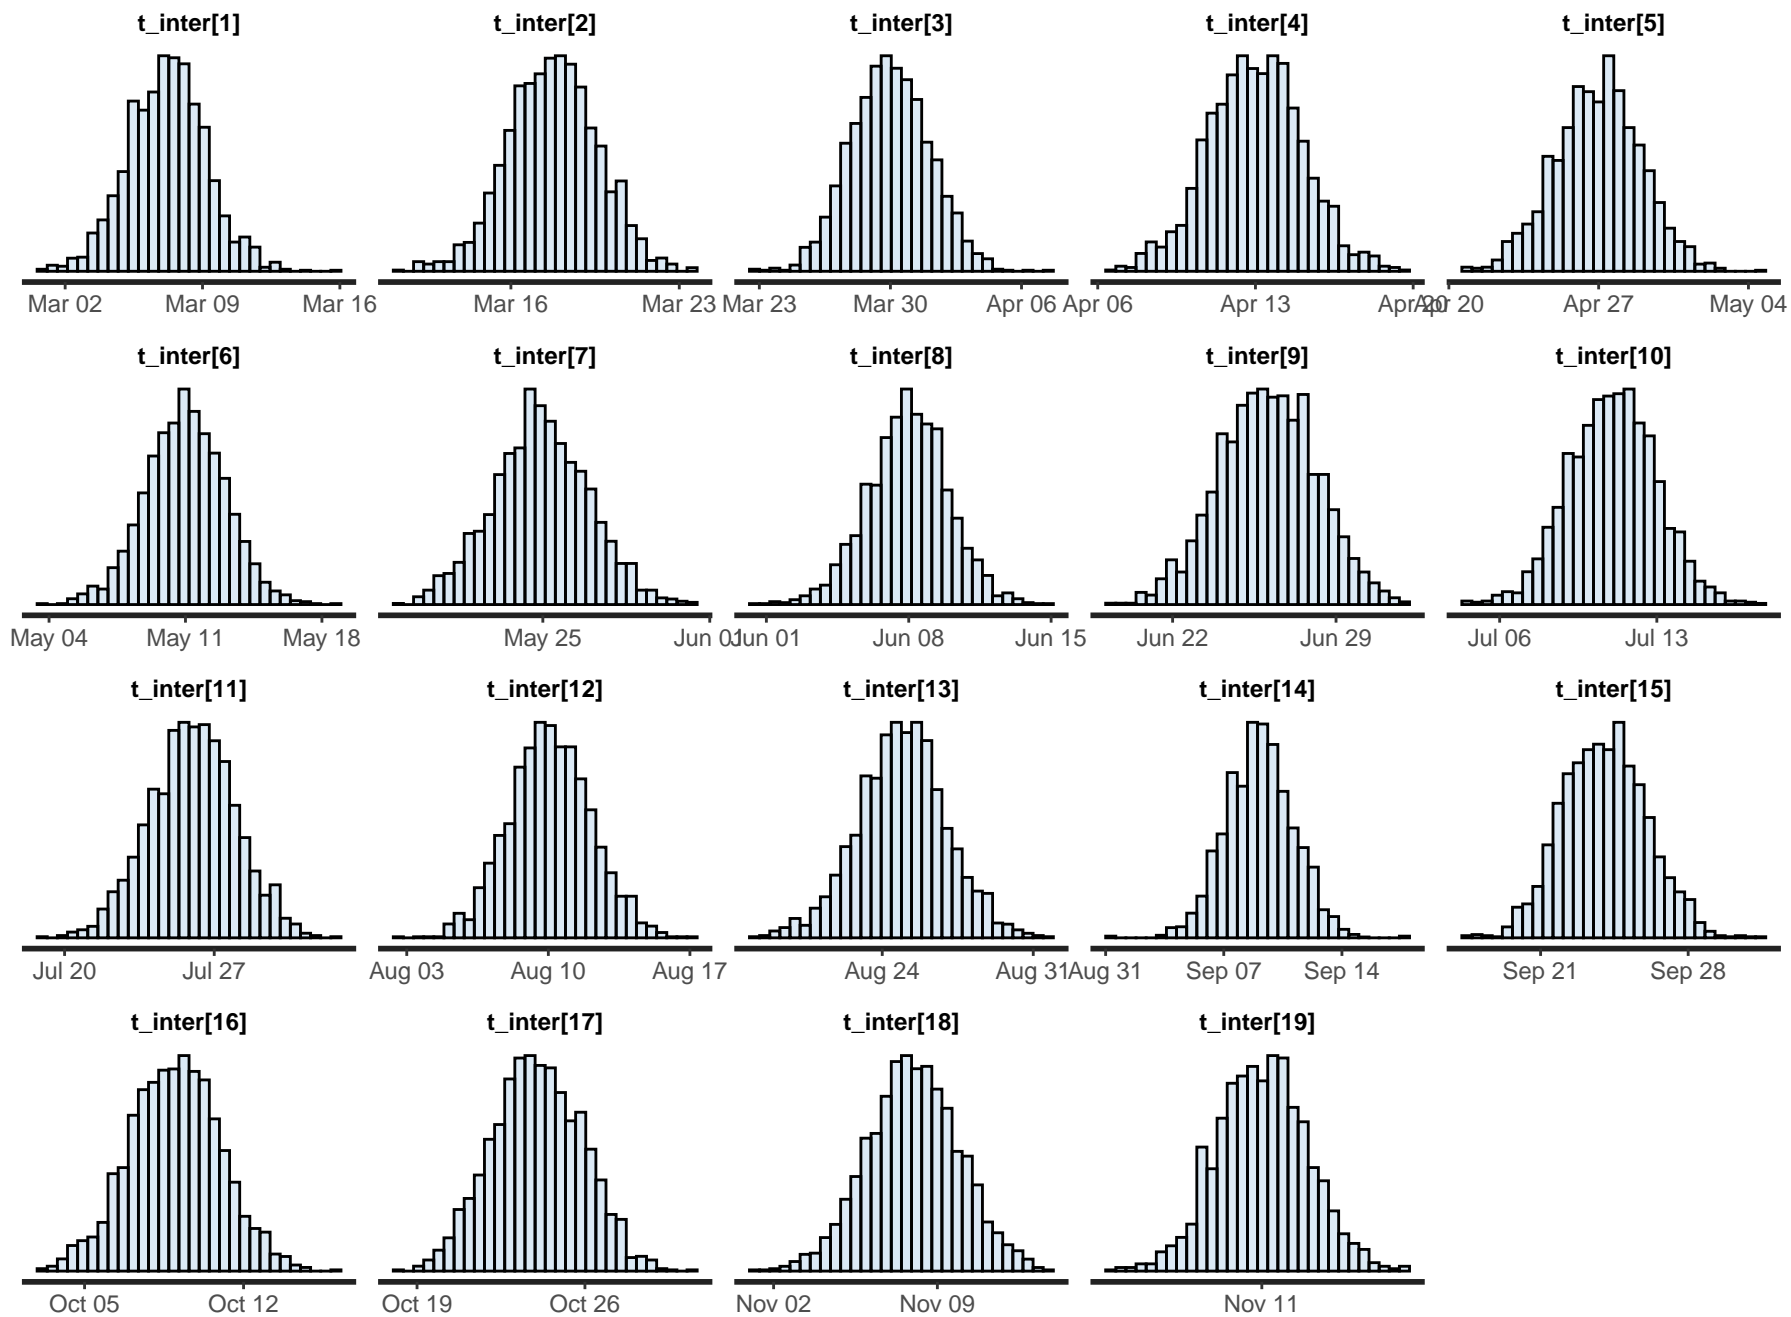 t_inter[1] t_inter[2] t_inter[3] t_inter[4] t_inter[5]
Mar 02 Mar 09 Mar 16 Mar 16 Mar 23 Mar 23 Mar 30 Apr 06 Apr 06 Apr 13 Apr 20 Apr 20 Apr 27 May 04
t_inter[6] t_inter[7] t_inter[8] t_inter[9] t_inter[10]
May 04 May 11 May 18 May 25 Jun 01 Jun 01 Jun 08 Jun 15 Jun 22 Jun 29 Jul 06 Jul 13
t_inter[11] t_inter[12] t_inter[13] t_inter[14] t_inter[15]
Jul 20 Jul 27 Aug 03 Aug 10 Aug 17 Aug 24 Aug 31 Aug 31 Sep 07 Sep 14 Sep 21 Sep 28
t_inter[16] t_inter[17] t_inter[18] t_inter[19]
Oct 05 Oct 12 Oct 19 Oct 26 Nov 02 Nov 09 Nov 11